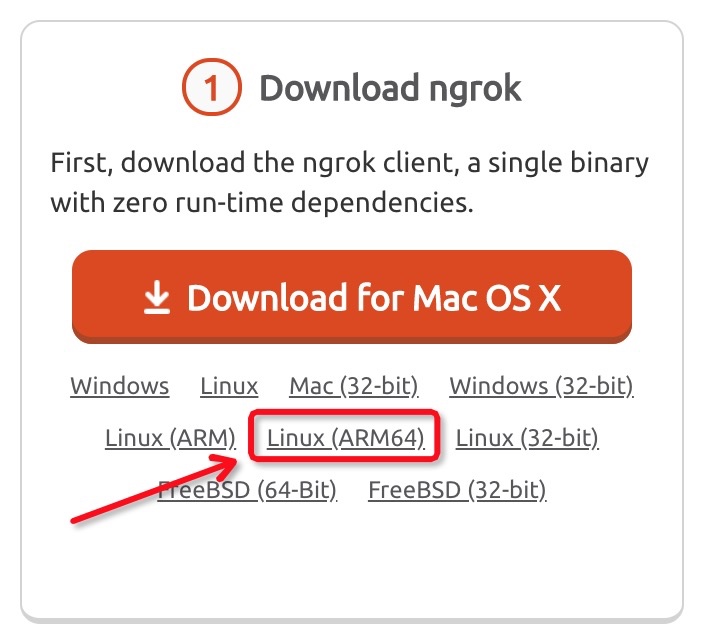 1 Download ngrok
First, download the ngrok client, a single binary
with zero run-time dependencies.
Download for Mac OS X
Windows Linux Mac (32-bit) Windows (32-bit)
Linux (ARM) Linux (ARM64) Linux (32-bit)
FreeBSD (64-Bit) FreeBSD (32-bit)